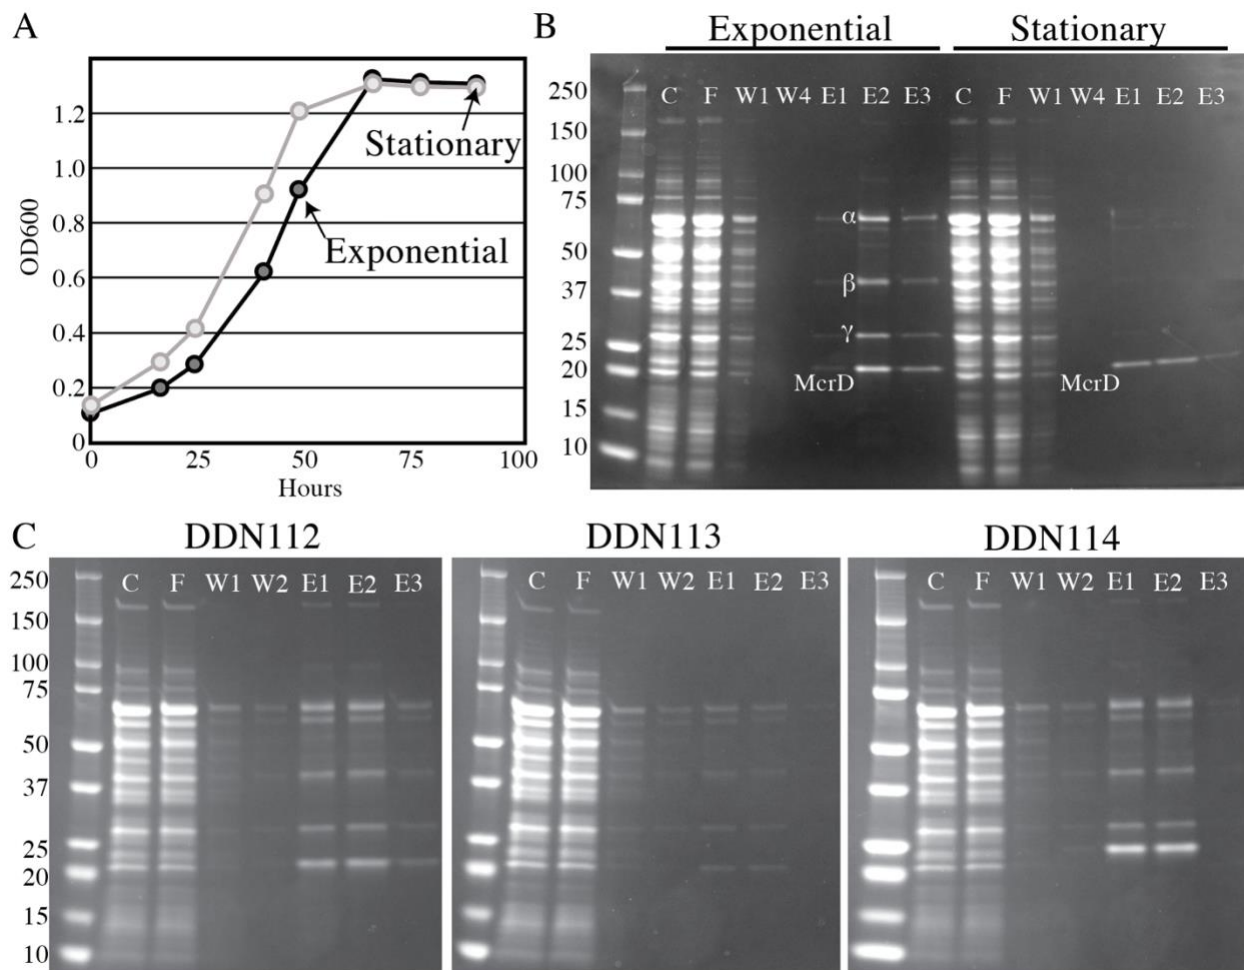 A
1.2
1.0
0.8
0.6
0.4
0.2
0
0 25 50 75 100
Hours
OD600
Stationary
Exponential
B
Exponential Stationary
C F W1 W4 E1 E2 E3 C F W1 W4 E1 E2 E3
250
150
100
75
50
37
25
20
15
10
α
β
γ
McrD McrD
C
DDN112 DDN113 DDN114
C F W1 W2 E1 E2 E3 C F W1 W2 E1 E2 E3 C F W1 W2 E1 E2 E3
250
150
100
75
50
37
25
20
15
10